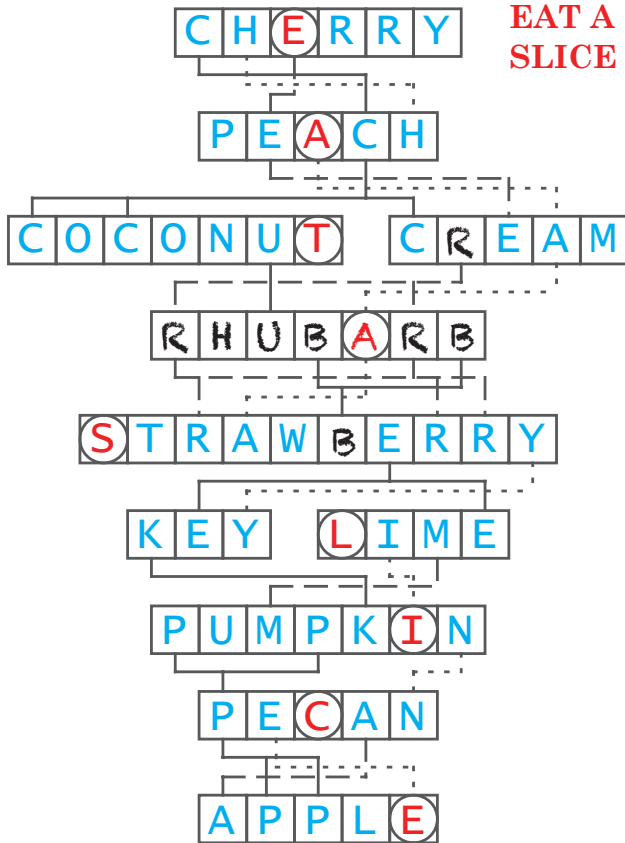 CHERRY
EAT A
SLICE
PEACH
COCONUT CREAM
RHUBARB
STRAWBERRY
KEY LIME
PUMPKIN
PECAN
APPLE